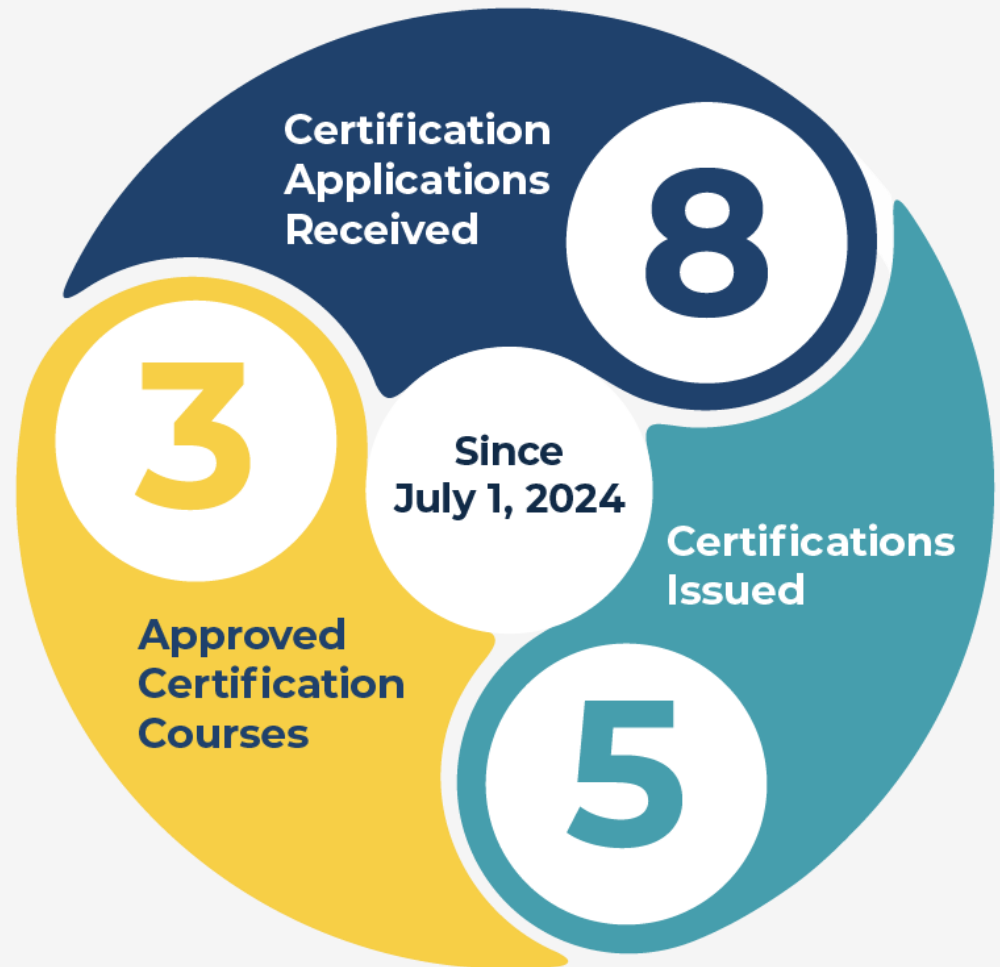 Certification
Applications
Received
8
3
Since
July 1, 2024
Certifications
Issued
Approved
Certification
Courses
5